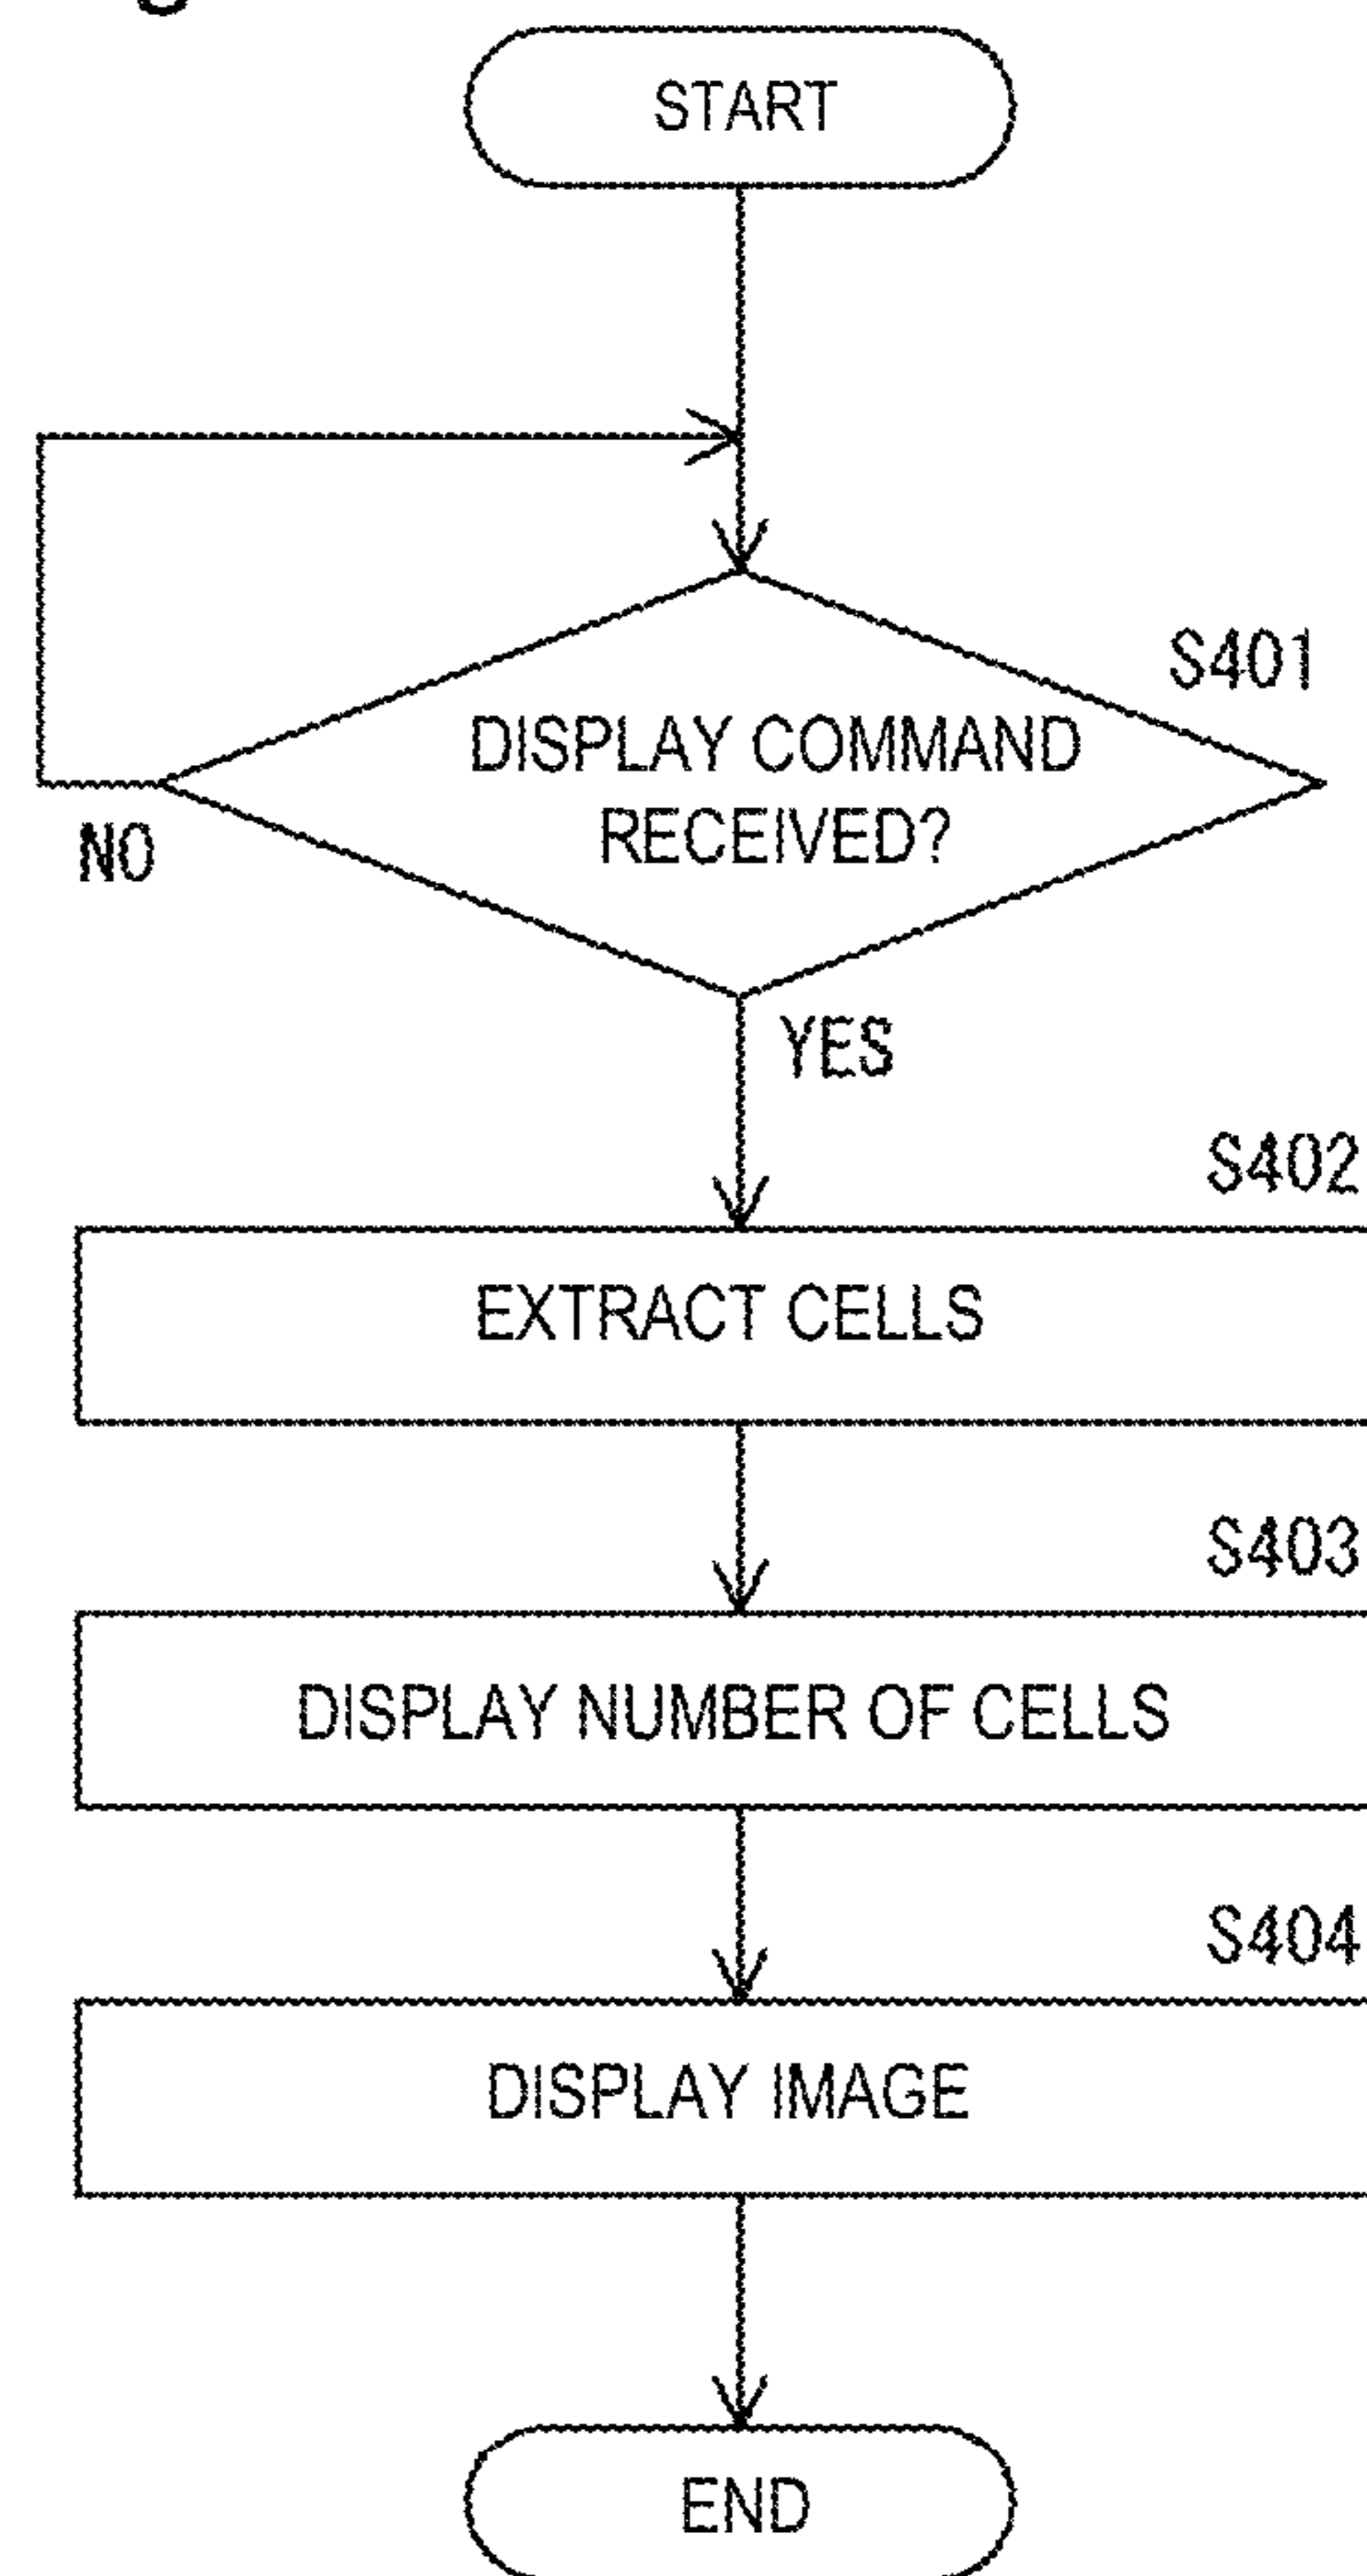 START
S401
DISPLAY COMMAND
RECEIVED?
NO
YES
S402
EXTRACT CELLS
S403
DISPLAY NUMBER OF CELLS
S404
DISPLAY IMAGE
END